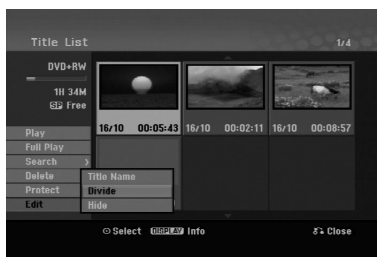 Title List 1/4
DVD+RW
1H 34M
SP Free
16/10 00:05:43 16/10 00:02:11 16/10 00:08:57
Play
Full Play
Search >
Delete
Protect
Edit
Title Name
Divide
Hide
Select DISPLAY Info Close